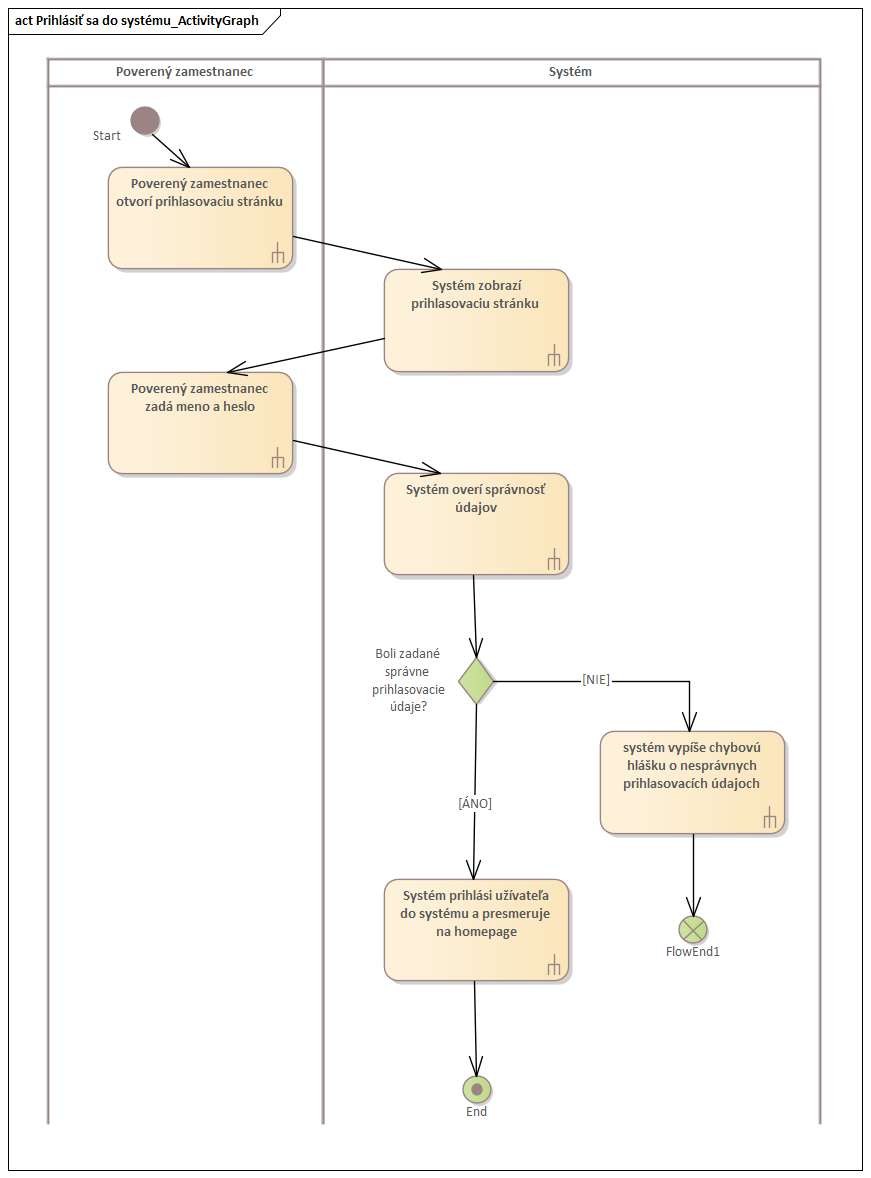 act Prihlásiť sa do systému_ActivityGraph
Poverený zamestnanec
Systém
Start
Poverený zamestnanec
otvorí prihlasovaciu stránku
Systém zobrazí
prihlasovaciu stránku
Poverený zamestnanec
zadá meno a heslo
Systém overí správnosť
údajov
Boli zadané
správne
prihlasovacie
údaje?
[NIE]
systém vypíše chybovú
hlášku o nesprávnych
prihlasovacích údajoch
[ÁNO]
Systém prihlási užívateľa
do systému a presmeruje
na homepage
FlowEnd1
End